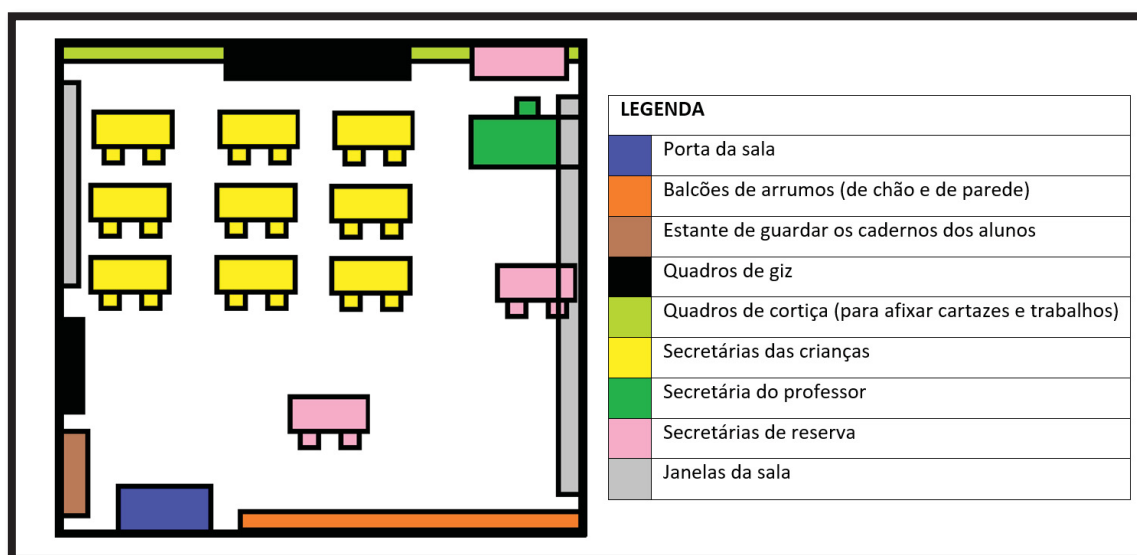 LEGENDA
Porta da sala
Balcões de arrumos (de chão e de parede)
Estante de guardar os cadernos dos alunos
Quadros de giz
Quadros de cortiça (para afixar cartazes e trabalhos)
Secretárias das crianças
Secretária do professor
Secretárias de reserva
Janelas da sala